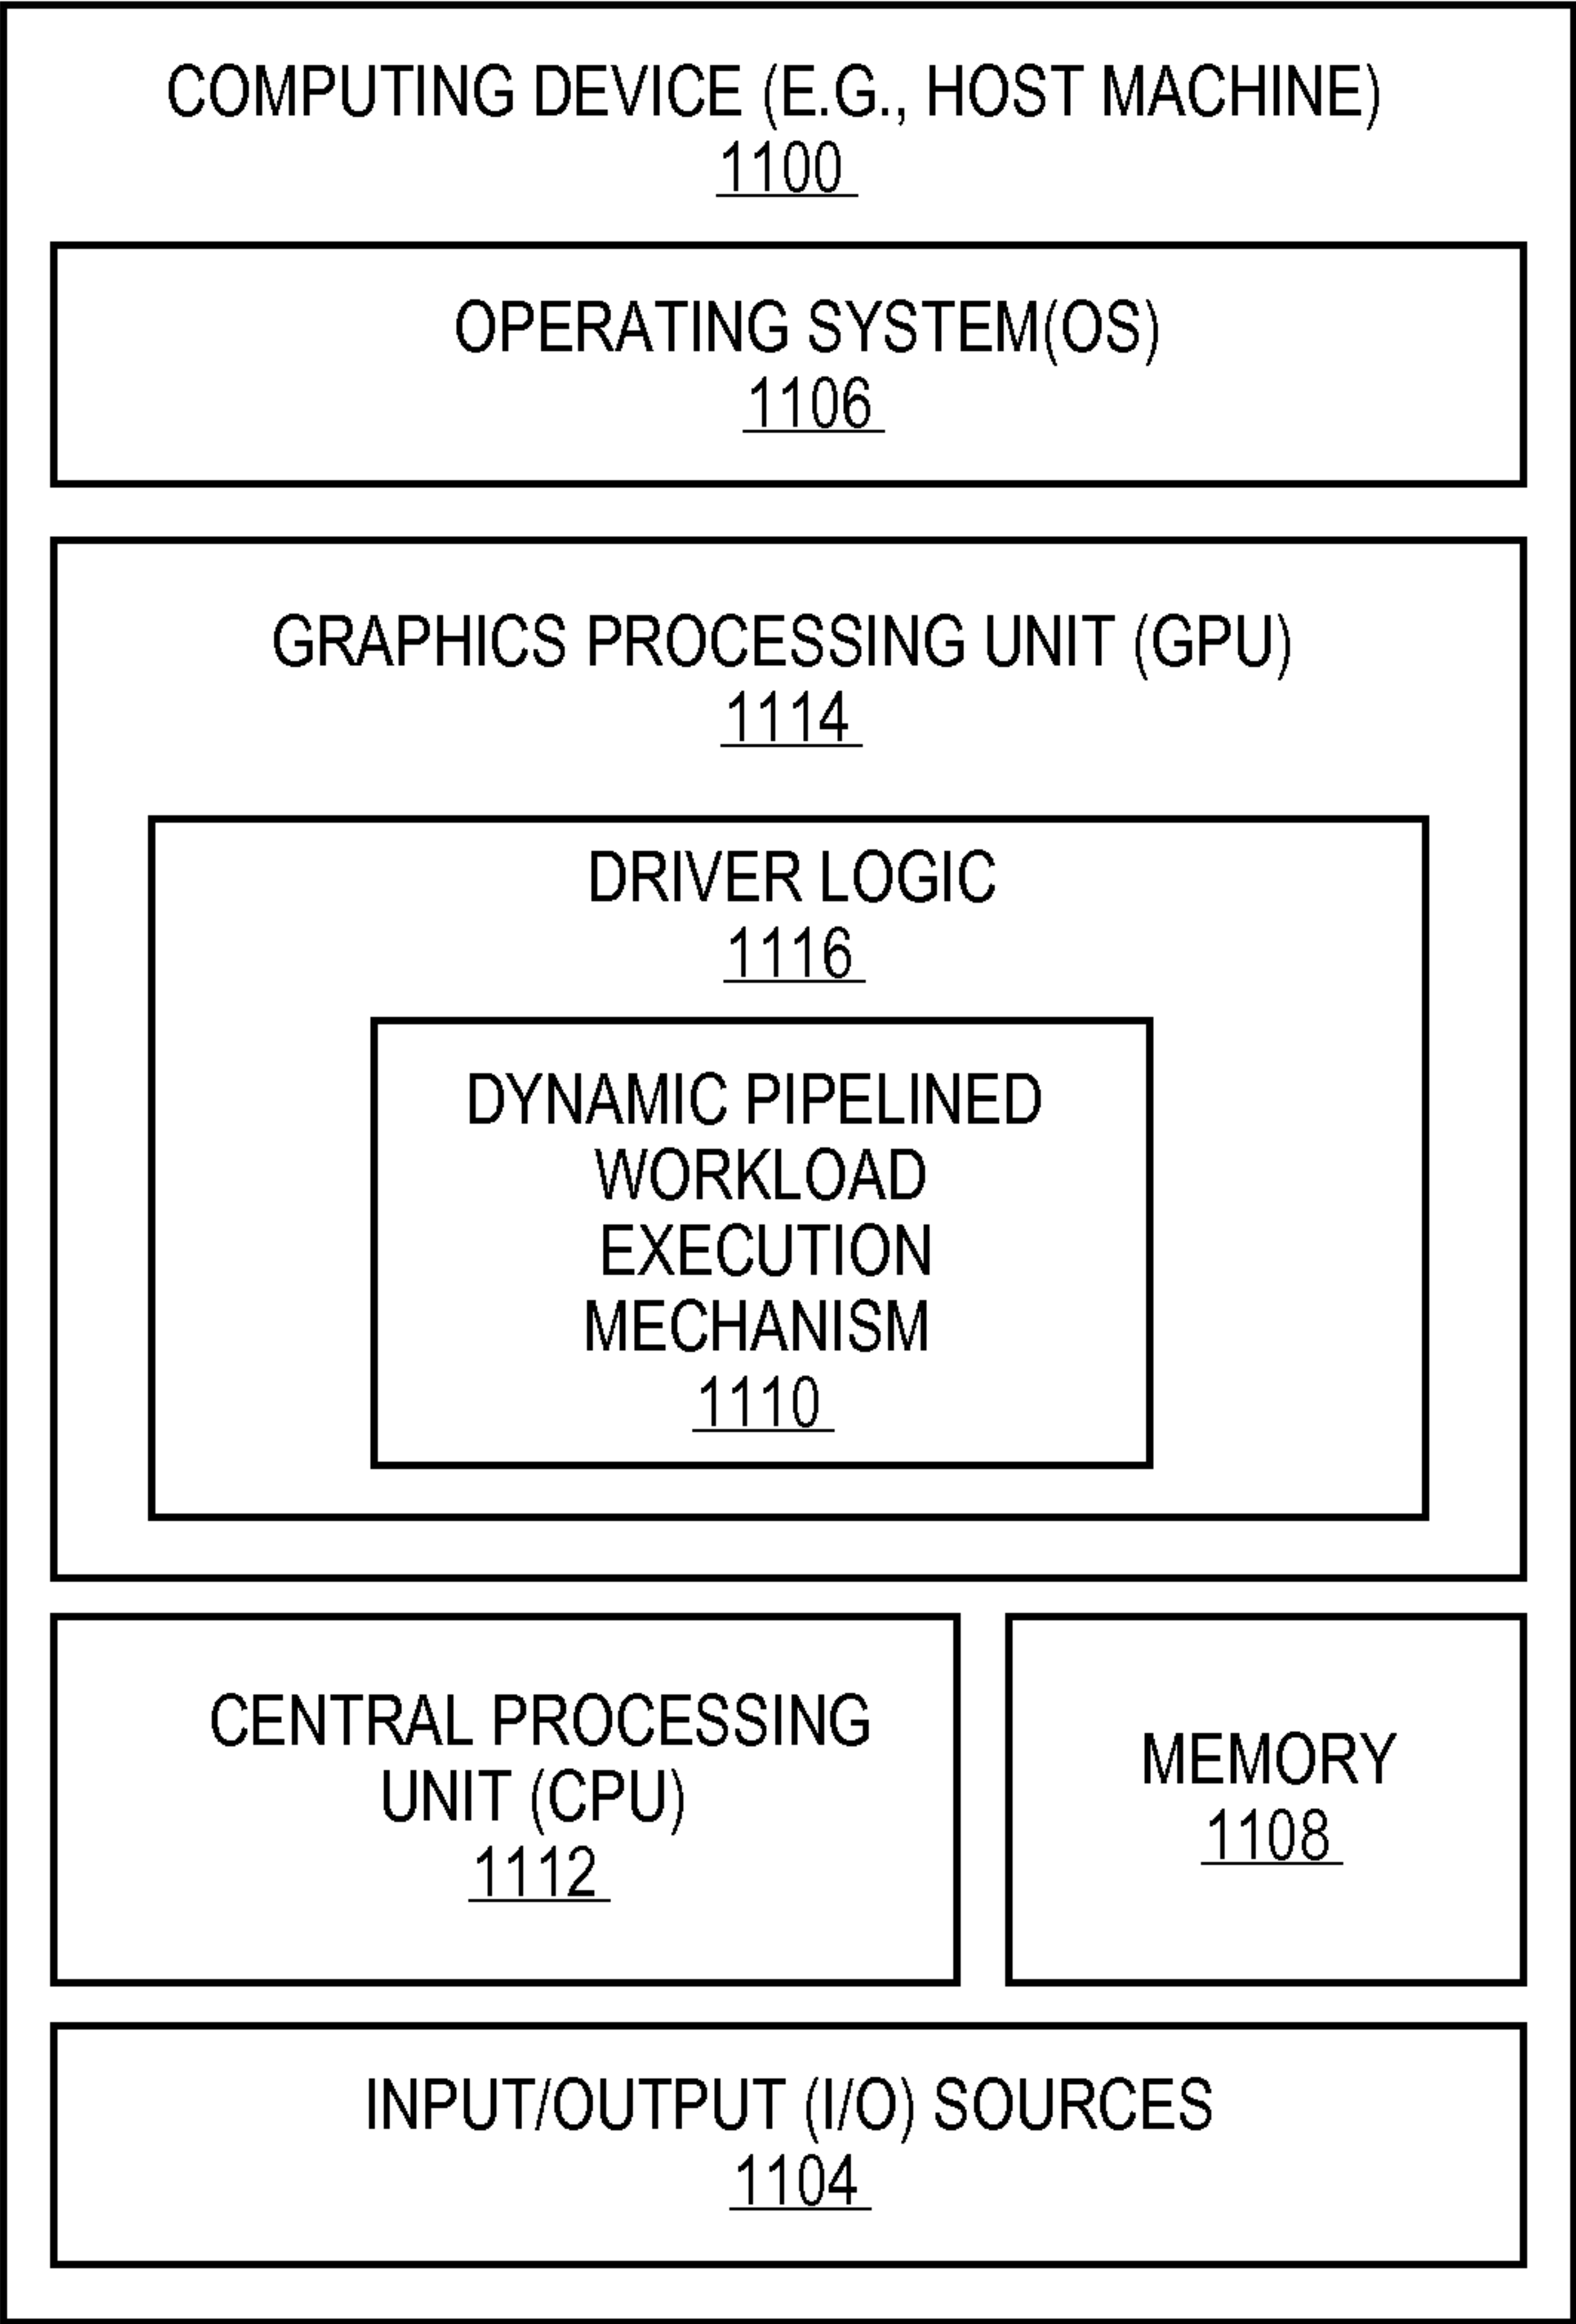 COMPUTING DEVICE (E.G., HOST MACHINE)
1100
OPERATING SYSTEM(OS)
1106
GRAPHICS PROCESSING UNIT (GPU)
1114
DRIVER LOGIC
1116
DYNAMIC PIPELINED
WORKLOAD
EXECUTION
MECHANISM
1110
CENTRAL PROCESSING
UNIT (CPU)
1112
MEMORY
1108
INPUT/OUTPUT (I/O) SOURCES
1104